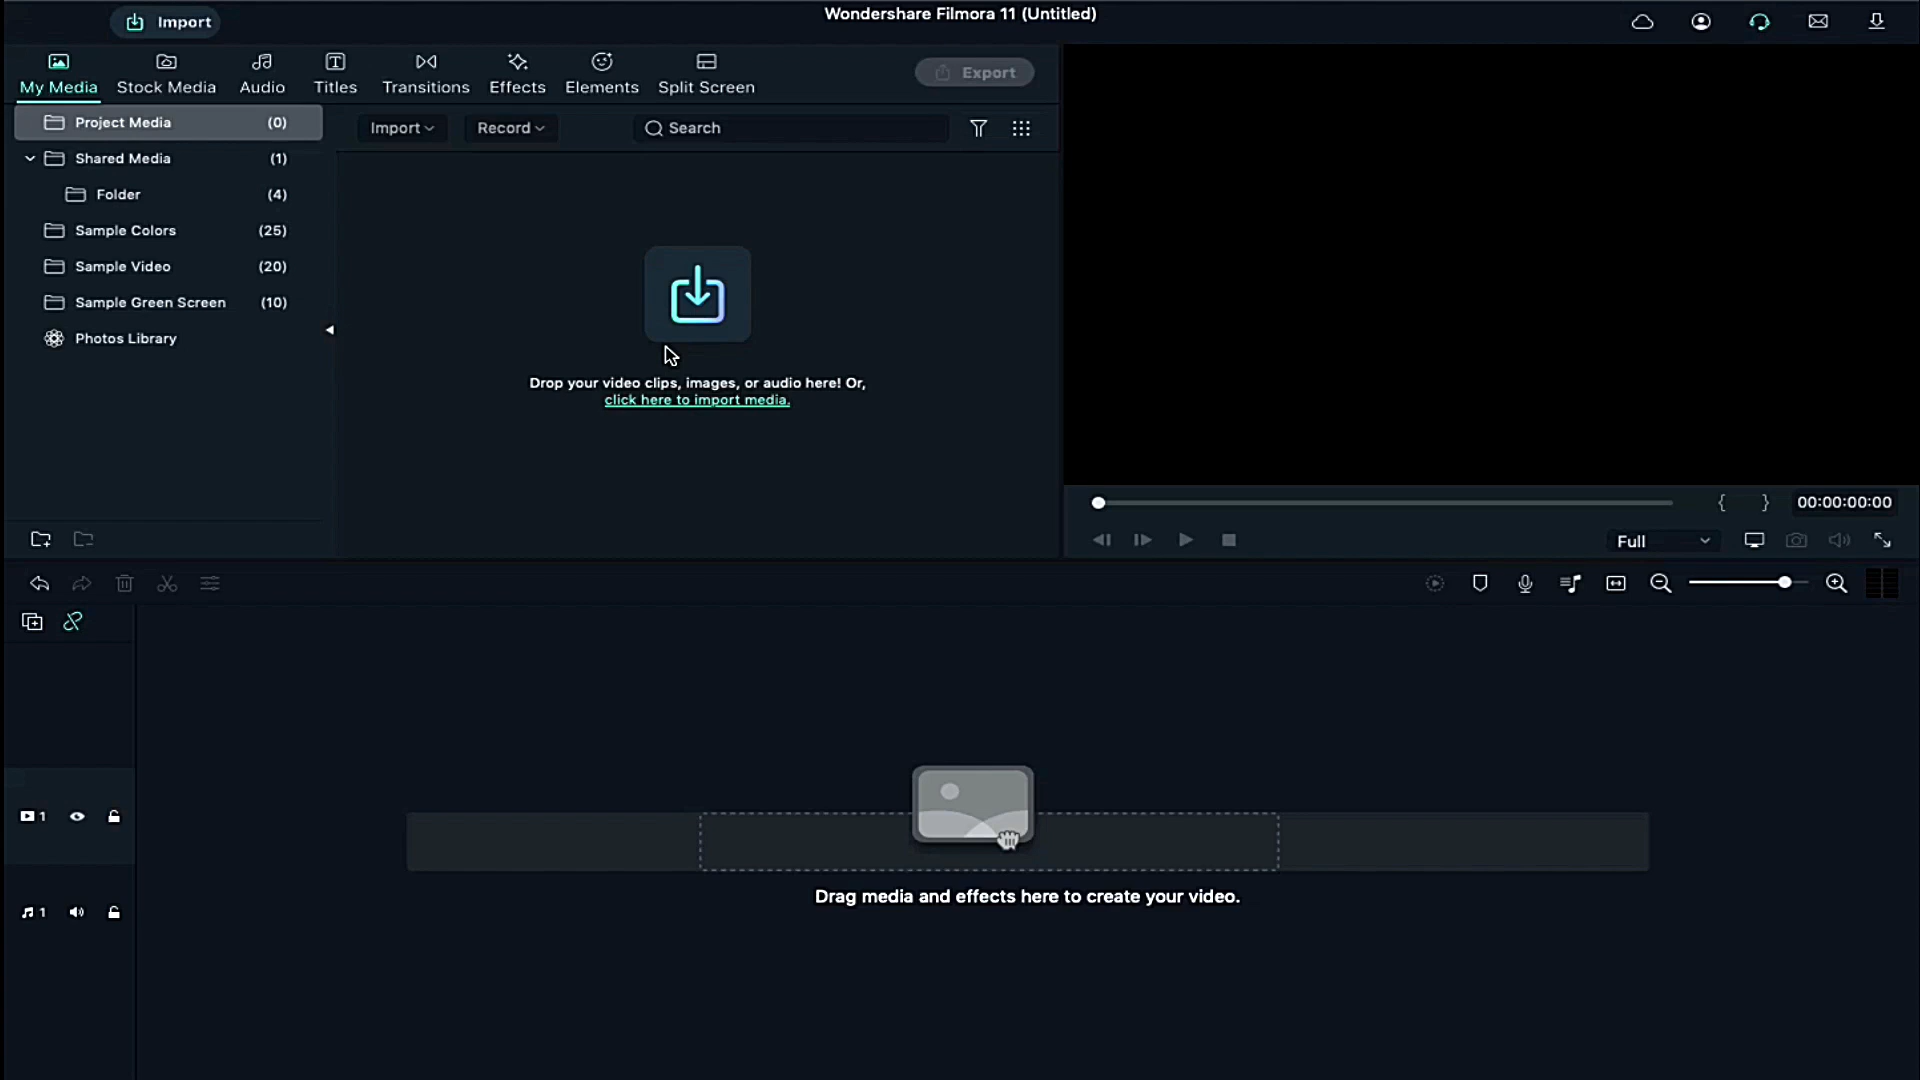 Wondershare Filmora 11 (Untitled)
Import
My Media
Stock Media
Audio
Titles
Transitions
Effects
Elements
Split Screen
Export
Project Media (0)
Shared Media (1)
Folder (4)
Sample Colors (25)
Sample Video (20)
Sample Green Screen (10)
Photos Library
Import
Record
Search
Drop your video clips, images, or audio here! Or,
click here to import media.
{ } 00:00:00:00
Full
1
Drag media and effects here to create your video.
1